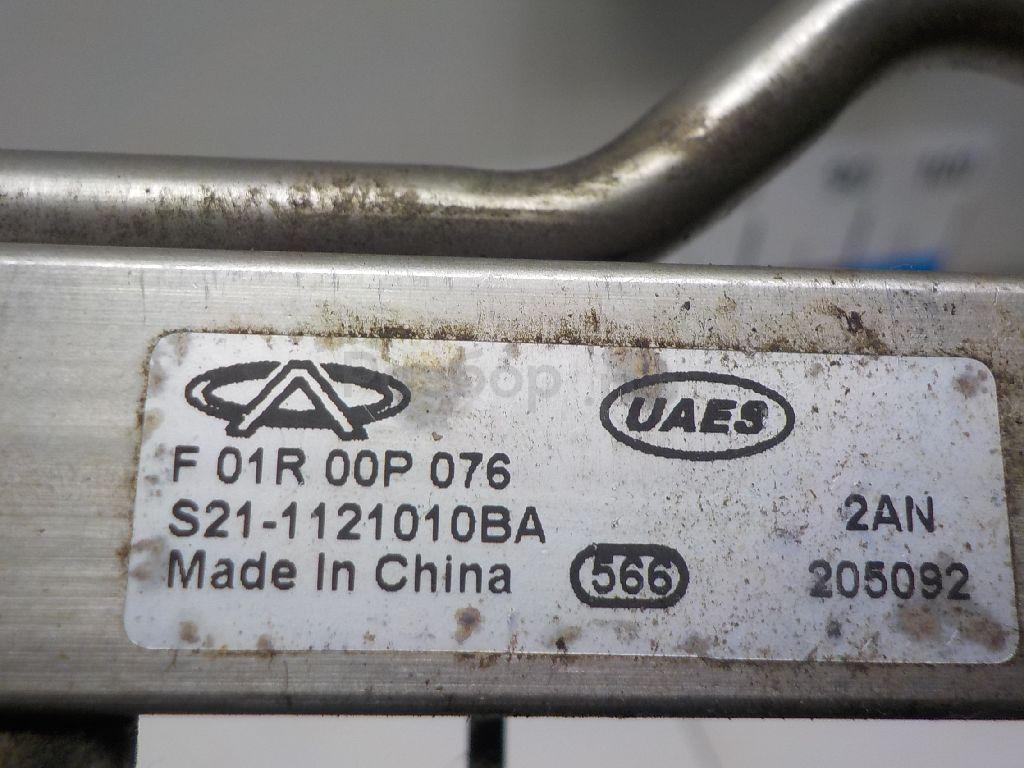 UAES
F 01R 00P 076
S21-1121010BA
2AN
Made In China
566
205092